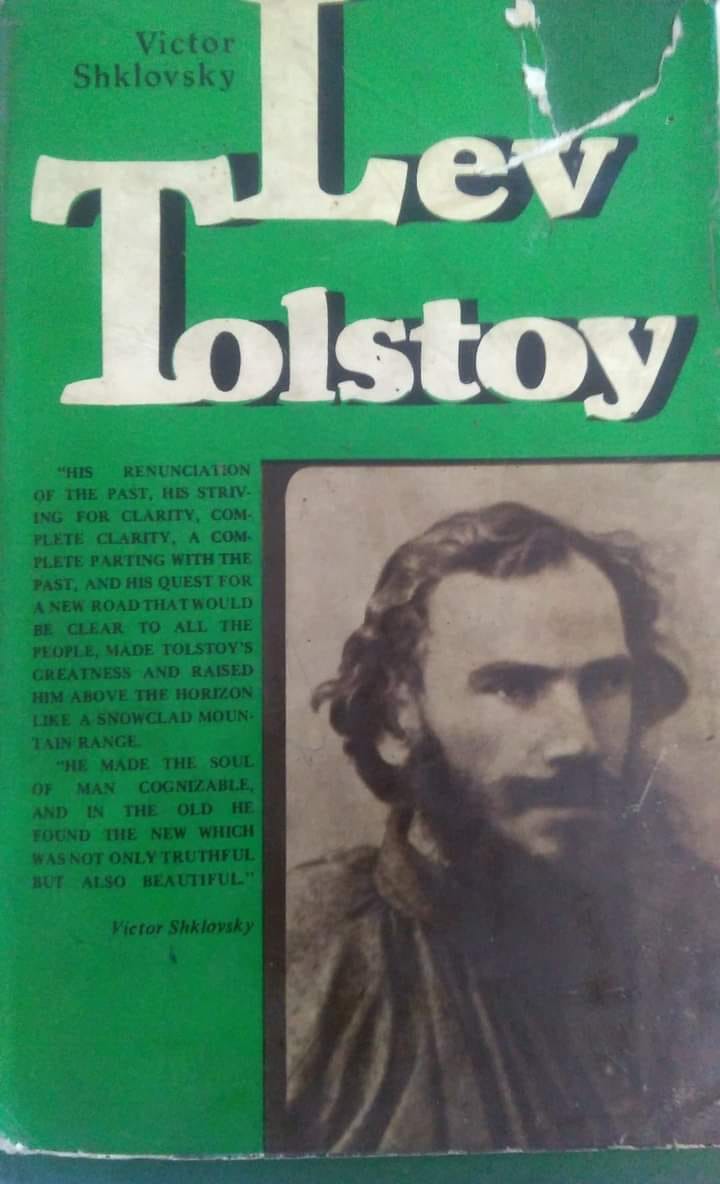 Victor
Shklovsky
Lev
Tolstoy
"HIS RENUNCIATION
OF THE PAST, HIS STRIV-
ING FOR CLARITY, COM-
PLETE CLARITY, A COM-
PLETE PARTING WITH THE
PAST, AND HIS QUEST FOR
A NEW ROAD THAT WOULD
BE CLEAR TO ALL THE
PEOPLE, MADE TOLSTOY'S
GREATNESS AND RAISED
HIM ABOVE THE HORIZON
LIKE A SNOWCLAD MOUN-
TAIN RANGE.
"HE MADE THE SOUL
OF MAN COGNIZABLE,
AND IN THE OLD HE
FOUND THE NEW WHICH
WAS NOT ONLY TRUTHFUL
BUT ALSO BEAUTIFUL."
Victor Shklovsky